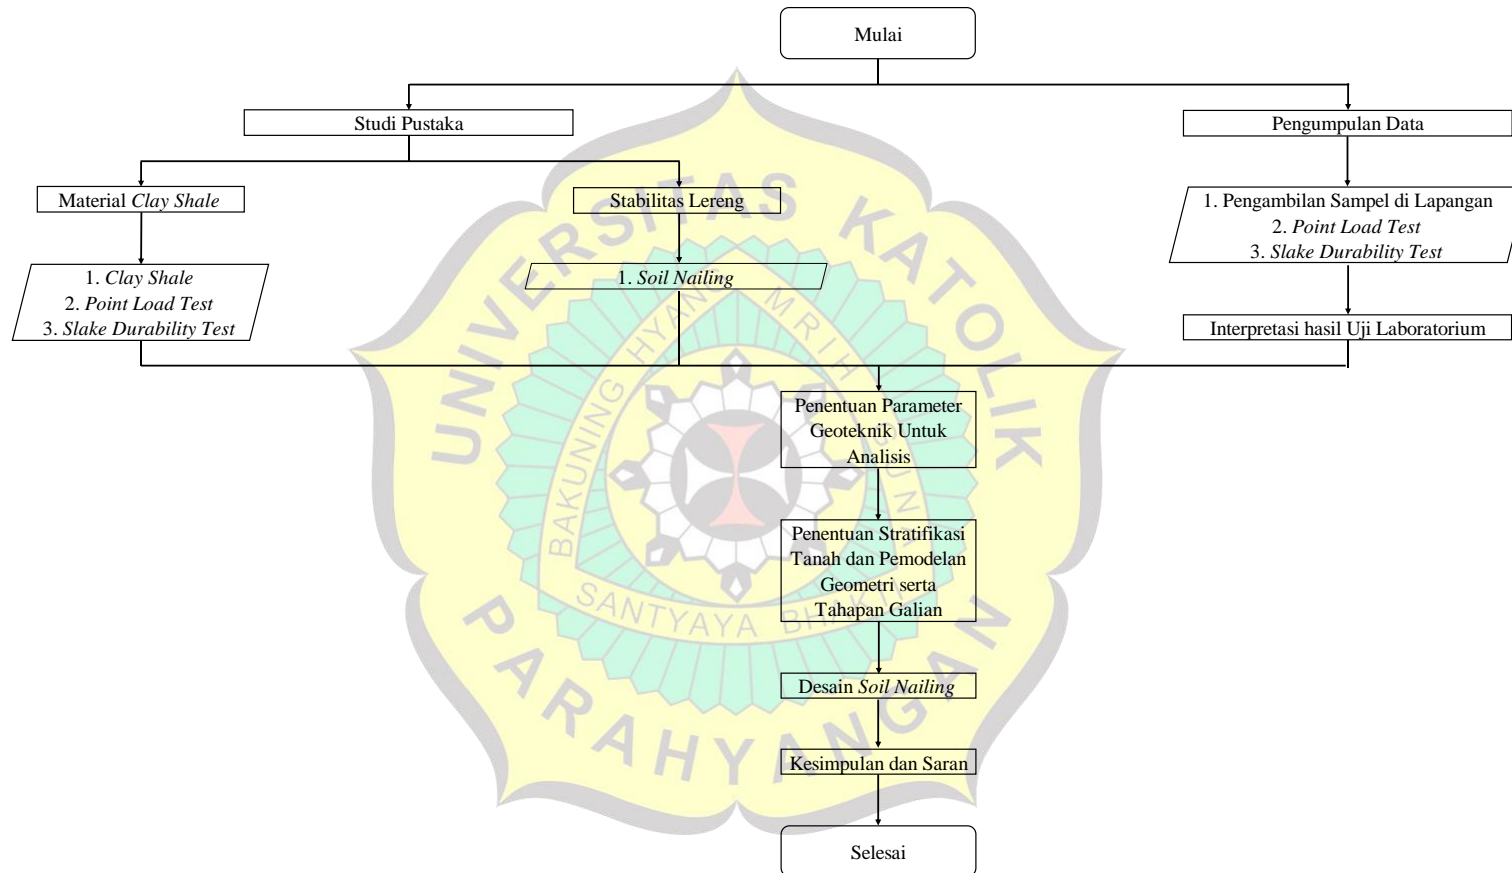 Mulai
Studi Pustaka
Pengumpulan Data
Material Clay Shale
Stabilitas Lereng
1. Pengambilan Sampel di Lapangan
2. Point Load Test
3. Slake Durability Test
1. Clay Shale
2. Point Load Test
3. Slake Durability Test
1. Soil Nailing
Interpretasi hasil Uji Laboratorium
Penentuan Parameter
Geoteknik Untuk
Analisis
Penentuan Stratifikasi
Tanah dan Pemodelan
Geometri serta
Tahapan Galian
Desain Soil Nailing
Kesimpulan dan Saran
Selesai
UNIVERSITAS KATOLIK
PARAHYANGAN
BAKUNING HYANG MRIH GUNA
SANTYAYA BHAKTI